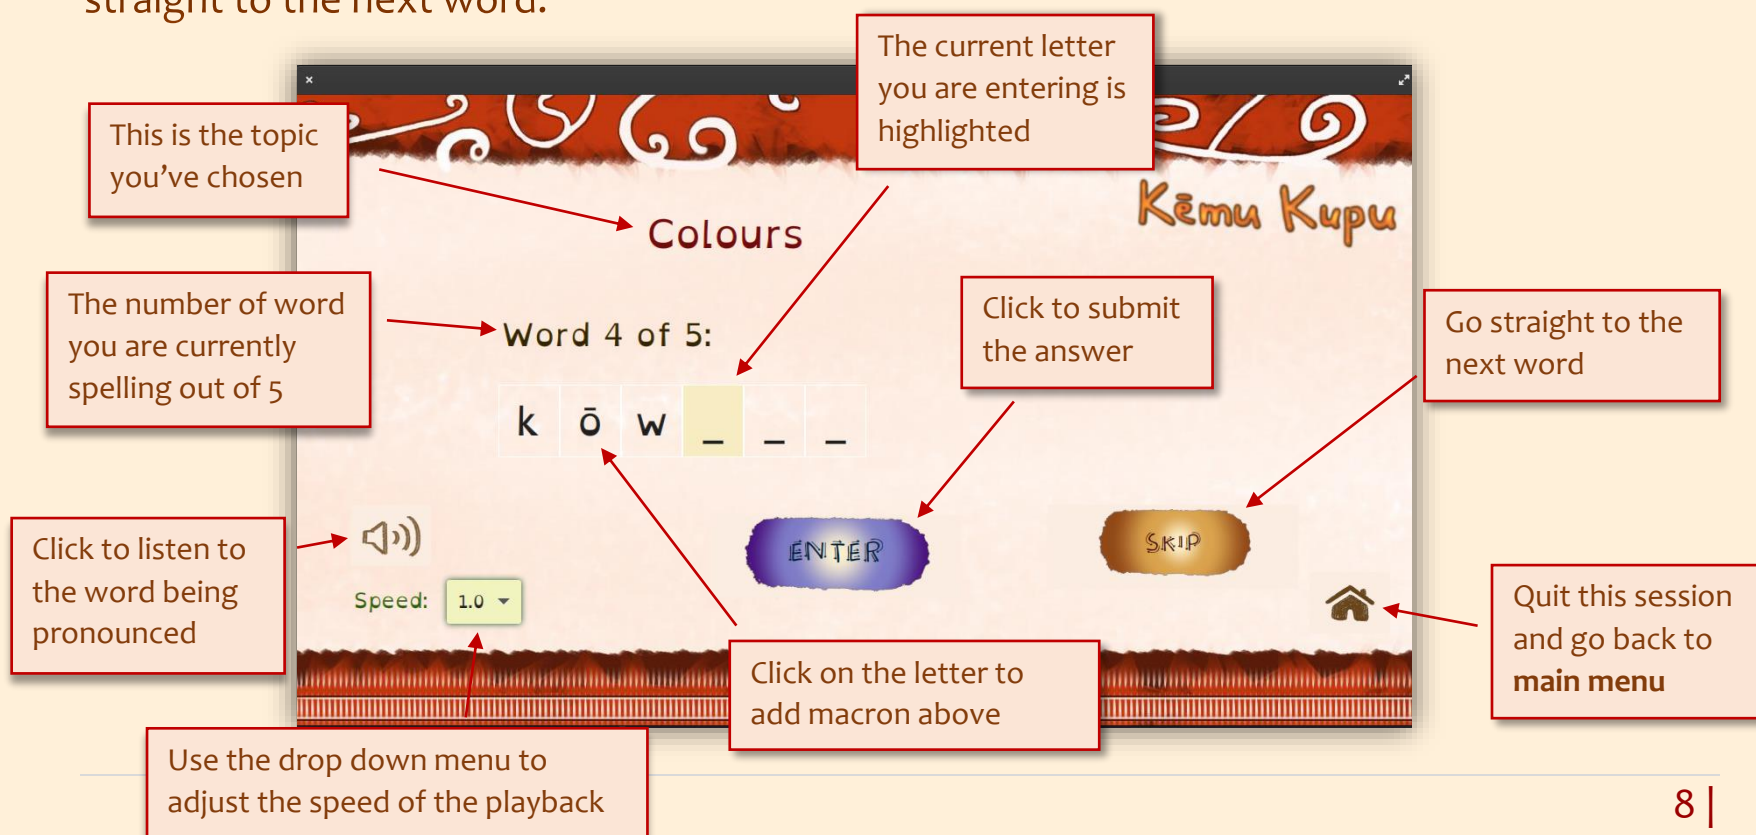 straight to the next word.
The current letter
you are entering is
highlighted
This is the topic
you've chosen
Kēmu Kupu
Colours
The number of word
you are currently
spelling out of 5
Word 4 of 5:
Click to submit
the answer
Go straight to the
next word
k ō w _ _ _
Click to listen to
the word being
pronounced
ENTER
SKIP
Speed: 1.0
Quit this session
and go back to
main menu
Click on the letter to
add macron above
Use the drop down menu to
adjust the speed of the playback
8 |